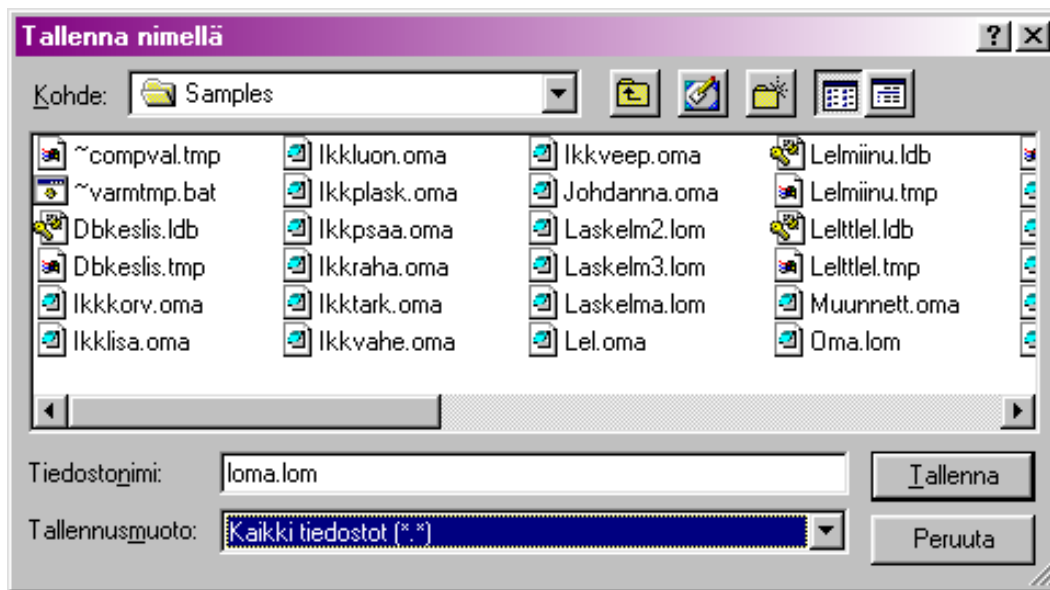 Tallenna nimellä
Kohde: Samples
~compval.tmp Ikkluon.oma Ikkveep.oma Lelmiinu.ldb
~varmtmp.bat Ikkplask.oma Johdanna.oma Lelmiinu.tmp
Dbkeslis.ldb Ikkpsaa.oma Laskelm2.lom Lelttlel.ldb
Dbkeslis.tmp Ikkraha.oma Laskelm3.lom Lelttlel.tmp
Ikkkorv.oma Ikktark.oma Laskelma.lom Muunnett.oma
Ikklisa.oma Ikkvahe.oma Lel.oma Oma.lom
Tiedostonimi: loma.lom Tallenna
Tallennusmuoto: Kaikki tiedostot (*.*) Peruuta